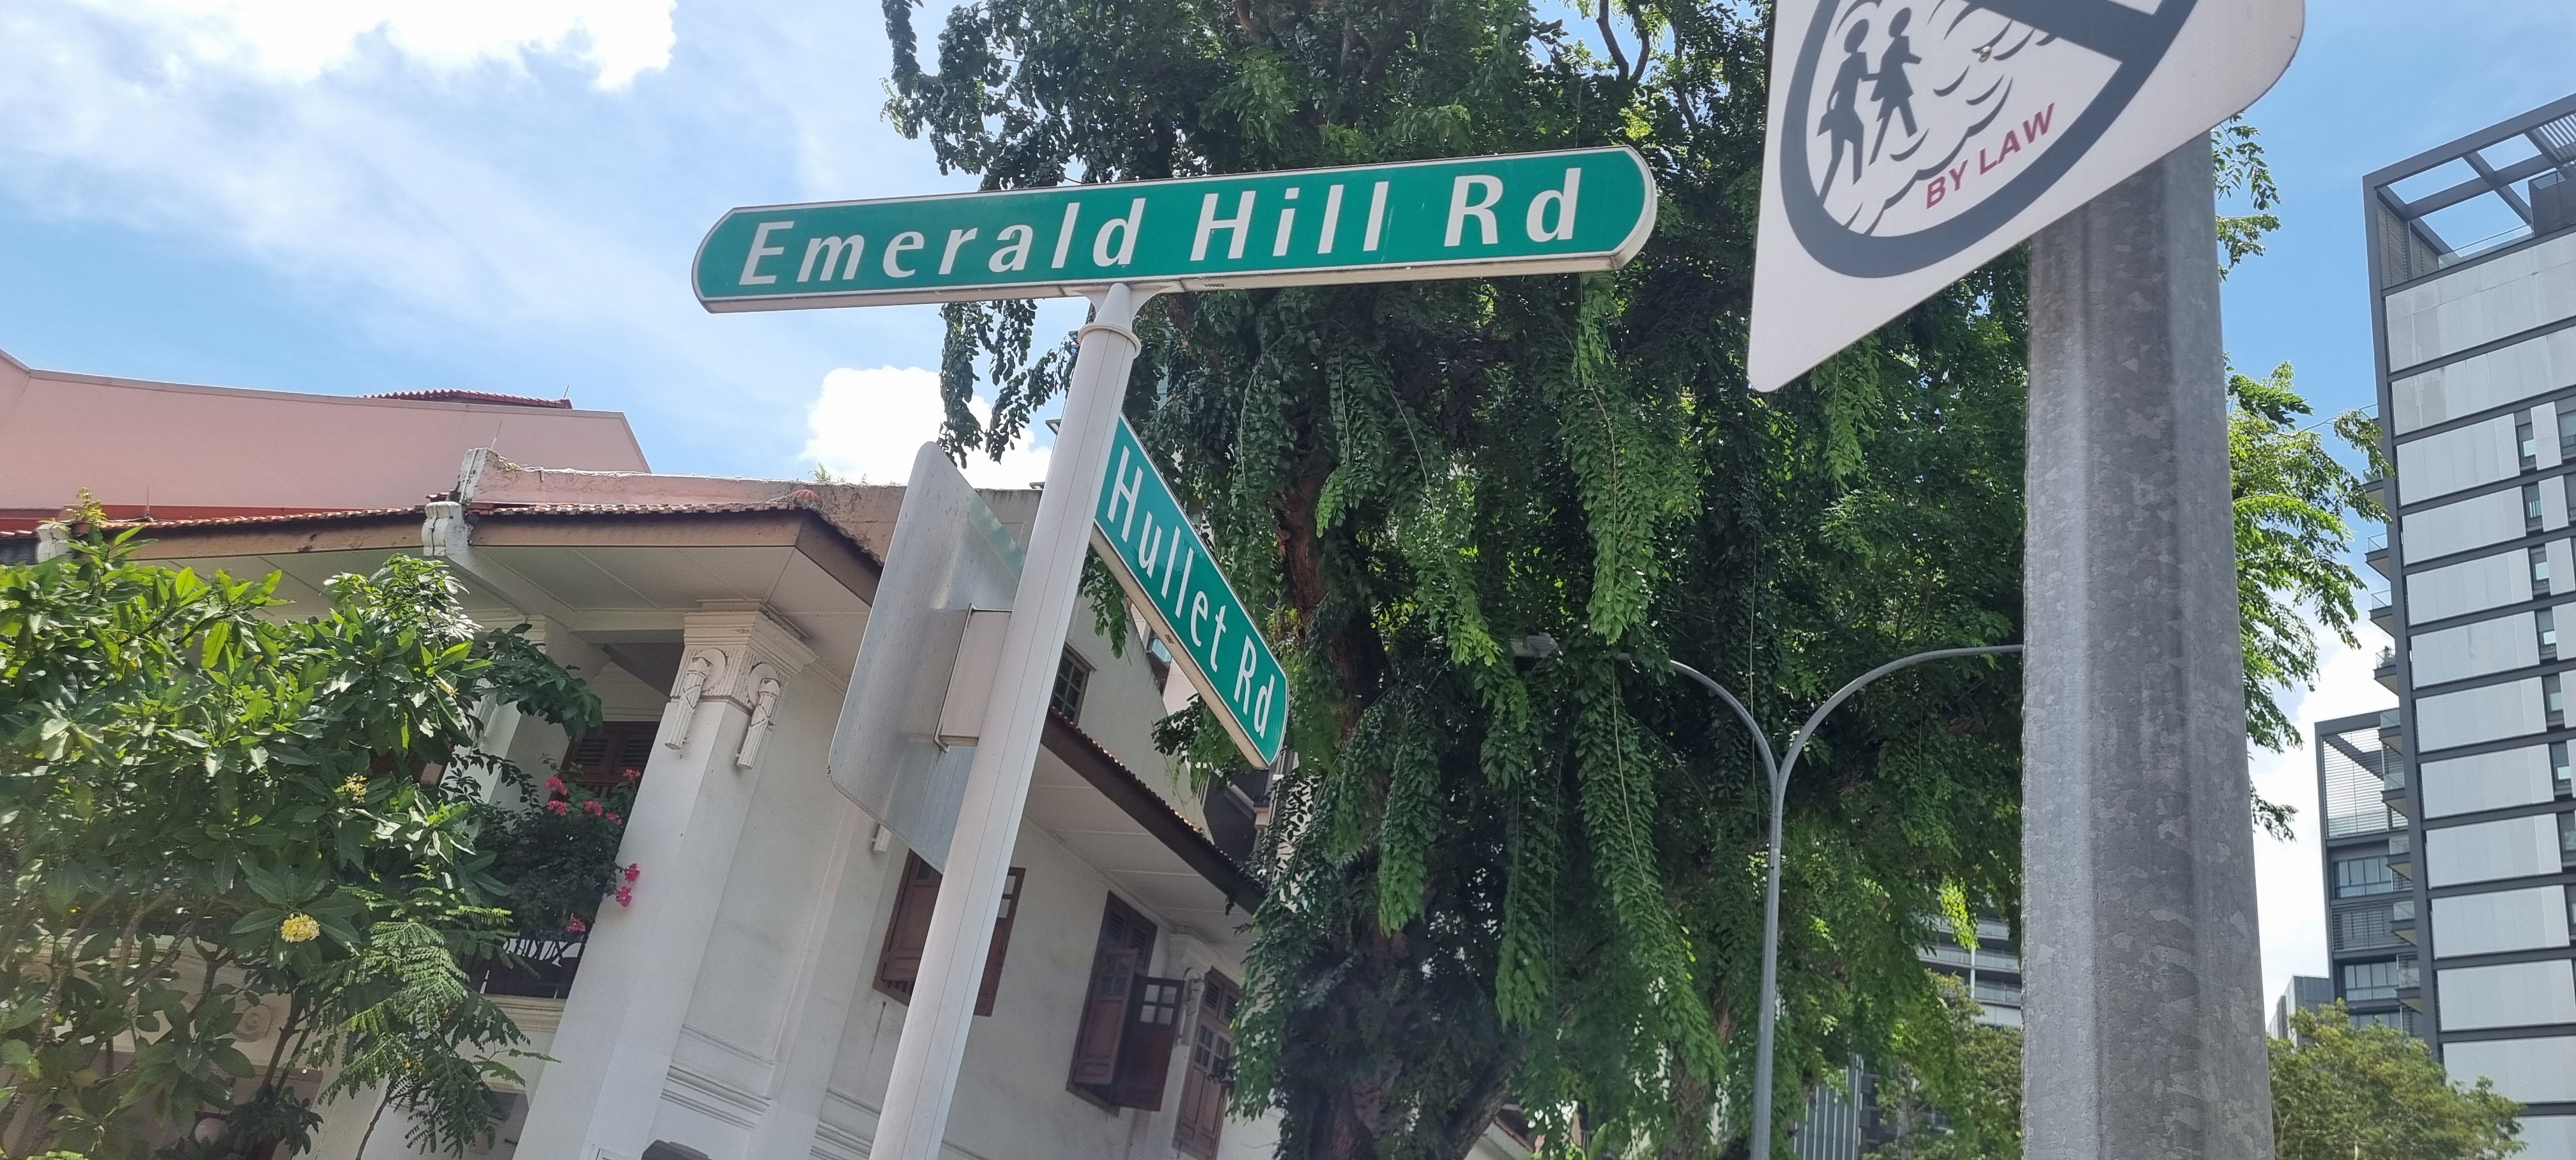 Emerald Hill Rd
Hullet Rd
BY LAW